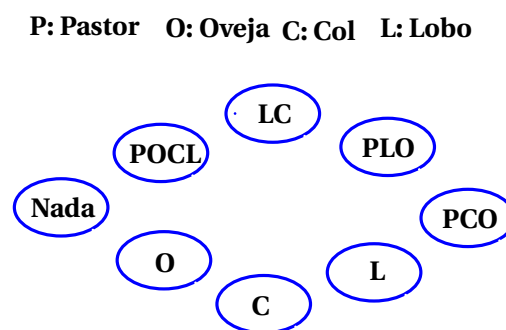 P: Pastor O: Oveja C: Col L: Lobo
LC
POCL
PLO
Nada
PCO
O
L
C